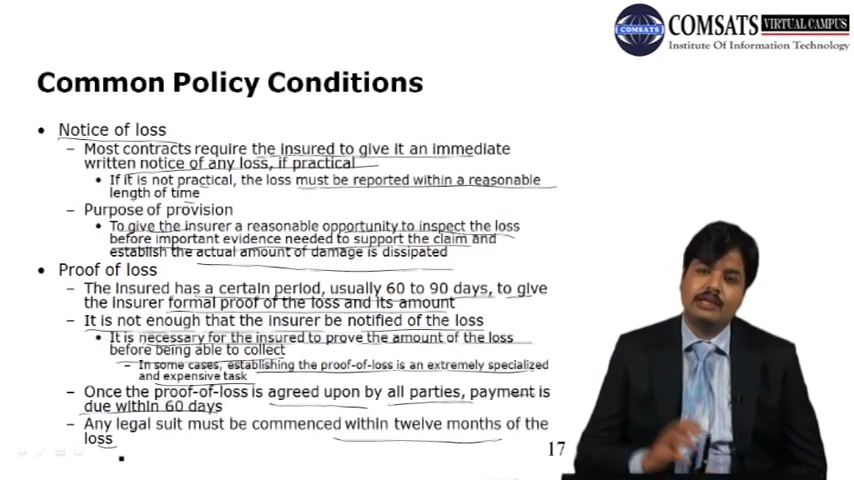 COMSATS
COMSATS VIRTUAL CAMPUS
Institute Of Information Technology
Common Policy Conditions
• Notice of loss
– Most contracts require the insured to give it an immediate
written notice of any loss, if practical
• If it is not practical, the loss must be reported within a reasonable
length of time
– Purpose of provision
• To give the insurer a reasonable opportunity to inspect the loss
before important evidence needed to support the claim and
establish the actual amount of damage is dissipated
• Proof of loss
– The insured has a certain period, usually 60 to 90 days, to give
the insurer formal proof of the loss and its amount
– It is not enough that the insurer be notified of the loss
• It is necessary for the insured to prove the amount of the loss
before being able to collect
– In some cases, establishing the proof-of-loss is an extremely specialized
and expensive task
– Once the proof-of-loss is agreed upon by all parties, payment is
due within 60 days
– Any legal suit must be commenced within twelve months of the
loss
17